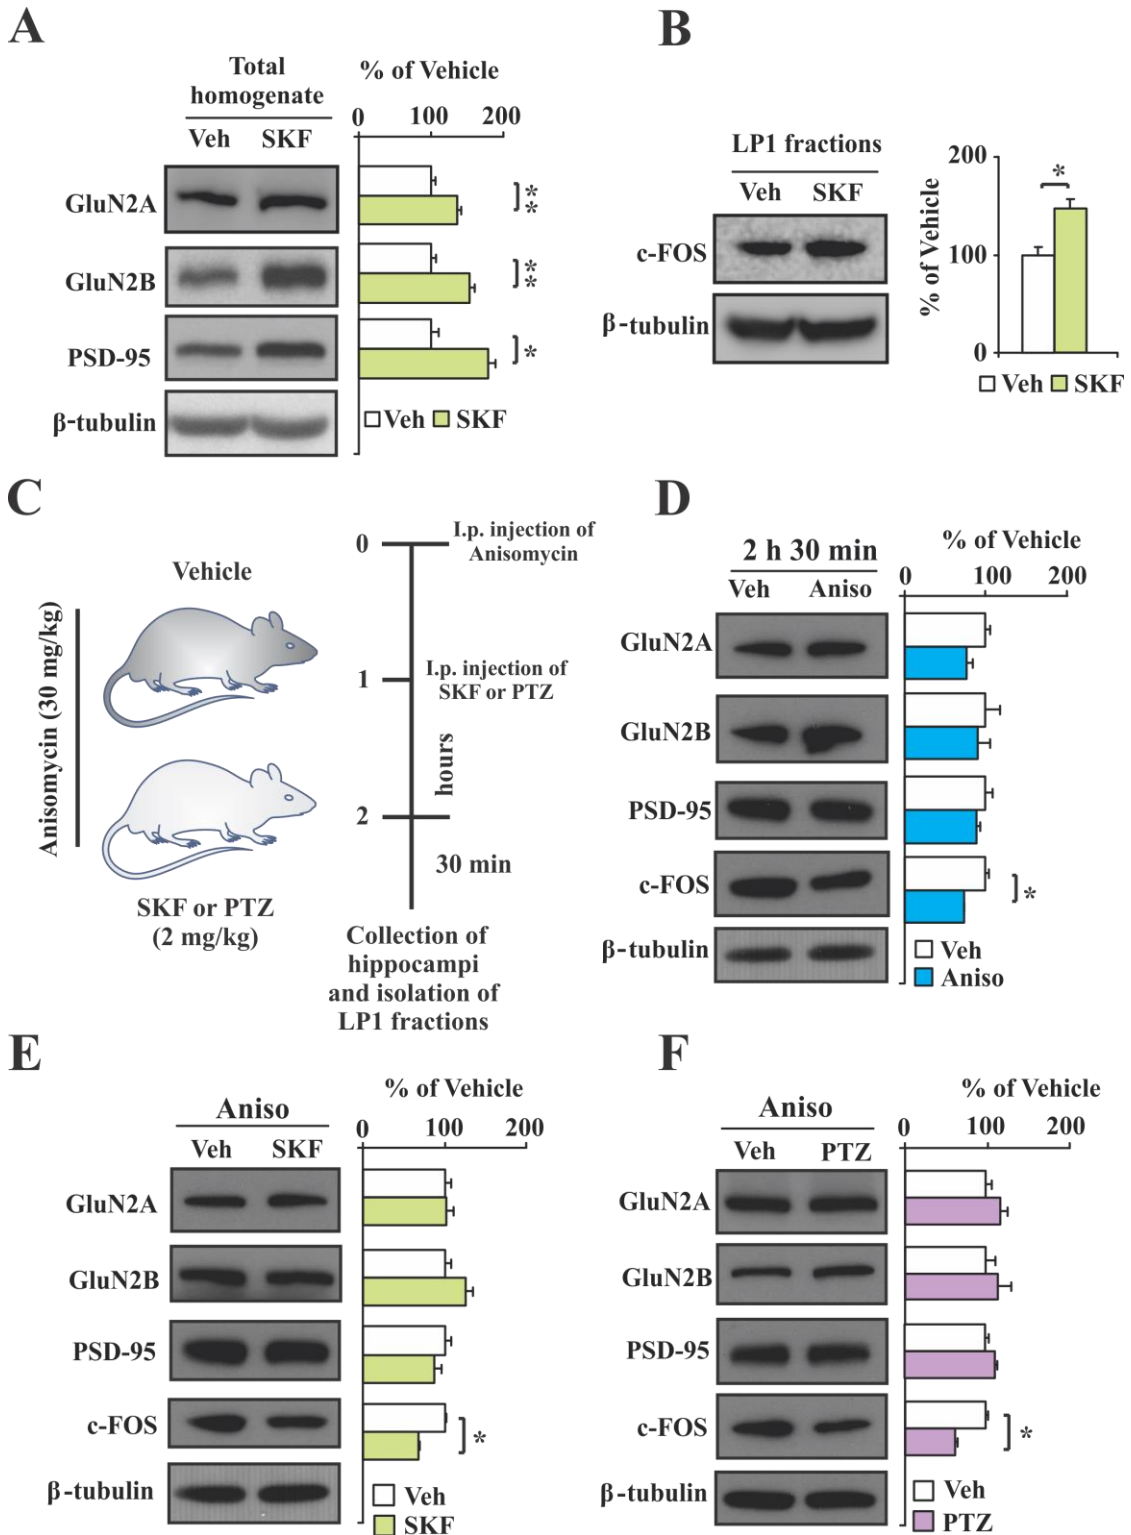 A
Total
homogenate
Veh SKF
% of Vehicle
0 100 200
GluN2A
**
GluN2B
**
PSD-95
*
β-tubulin
Veh SKF
B
LP1 fractions
Veh SKF
c-FOS
β-tubulin
% of Vehicle
200
100
0
*
Veh SKF
C
Vehicle
Anisomycin (30 mg/kg)
SKF or PTZ
(2 mg/kg)
0
I.p. injection of
Anisomycin
1
I.p. injection of
SKF or PTZ
hours
2
30 min
Collection of
hippocampi
and isolation of
LP1 fractions
D
2 h 30 min
Veh Aniso
% of Vehicle
0 100 200
GluN2A
GluN2B
PSD-95
c-FOS
*
β-tubulin
Veh
Aniso
E
Aniso
Veh SKF
% of Vehicle
0 100 200
GluN2A
GluN2B
PSD-95
c-FOS
*
β-tubulin
Veh
SKF
F
Aniso
Veh PTZ
% of Vehicle
0 100 200
GluN2A
GluN2B
PSD-95
c-FOS
*
β-tubulin
Veh
PTZ